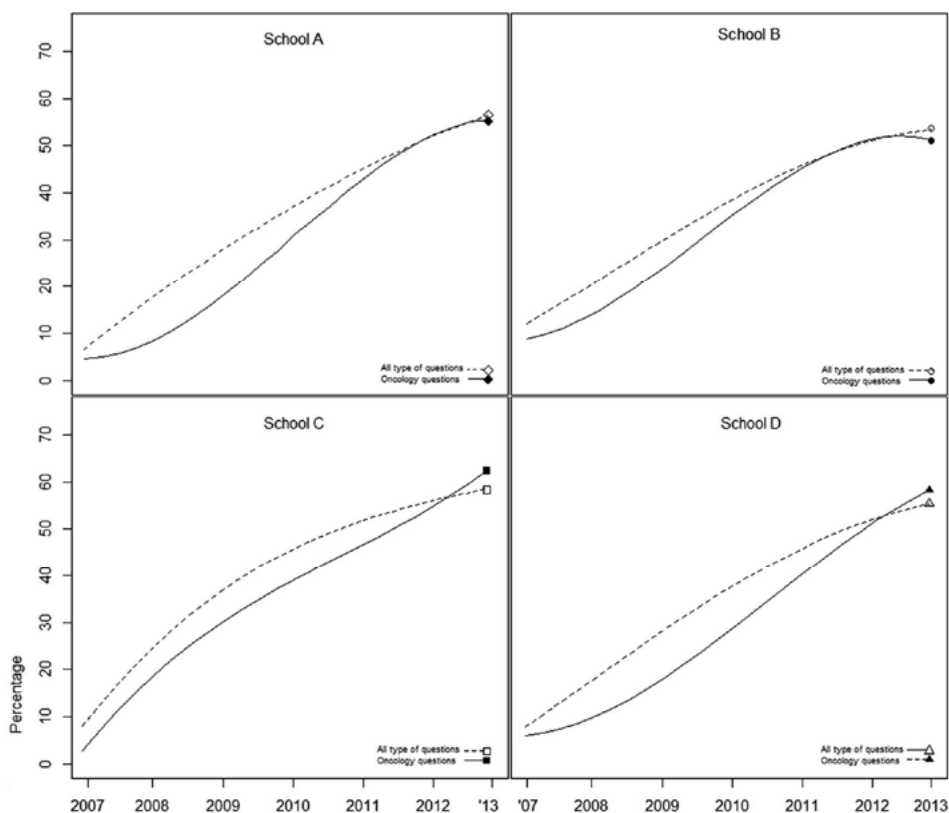 School A
70
60
50
40
30
20
10
0
All type of questions
Oncology questions
School B
All type of questions
Oncology questions
School C
70
60
50
40
30
20
10
0
Percentage
All type of questions
Oncology questions
2007 2008 2009 2010 2011 2012 '13
School D
All type of questions
Oncology questions
'07 2008 2009 2010 2011 2012 2013